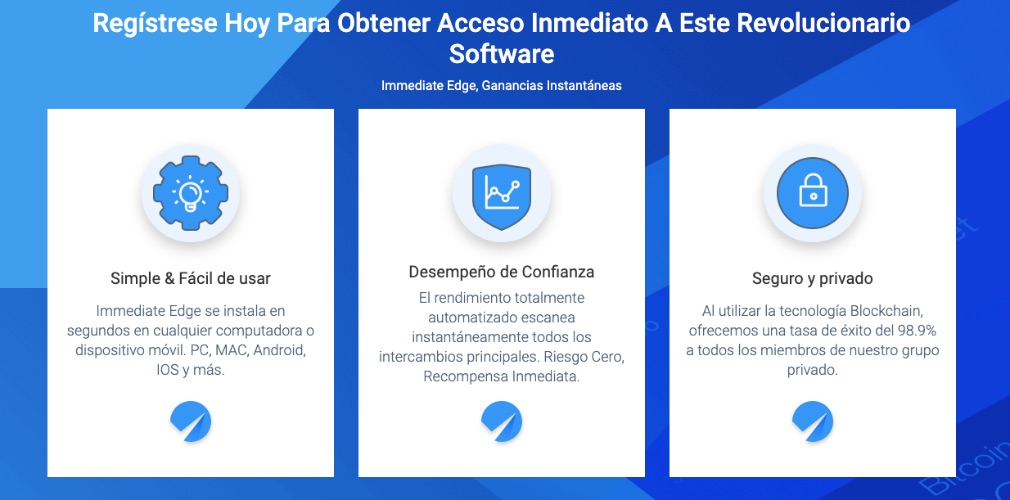 Regístrese Hoy Para Obtener Acceso Inmediato A Este Revolucionario
Software
Immediate Edge, Ganancias Instantáneas
Simple & Fácil de usar
Immediate Edge se instala en
segundos en cualquier computadora o
dispositivo móvil. PC, MAC, Android,
IOS y más.
Desempeño de Confianza
El rendimiento totalmente
automatizado escanea
instantáneamente todos los
intercambios principales. Riesgo Cero,
Recompensa Inmediata.
Seguro y privado
Al utilizar la tecnología Blockchain,
ofrecemos una tasa de éxito del 98.9%
a todos los miembros de nuestro grupo
privado.
Bitcoin